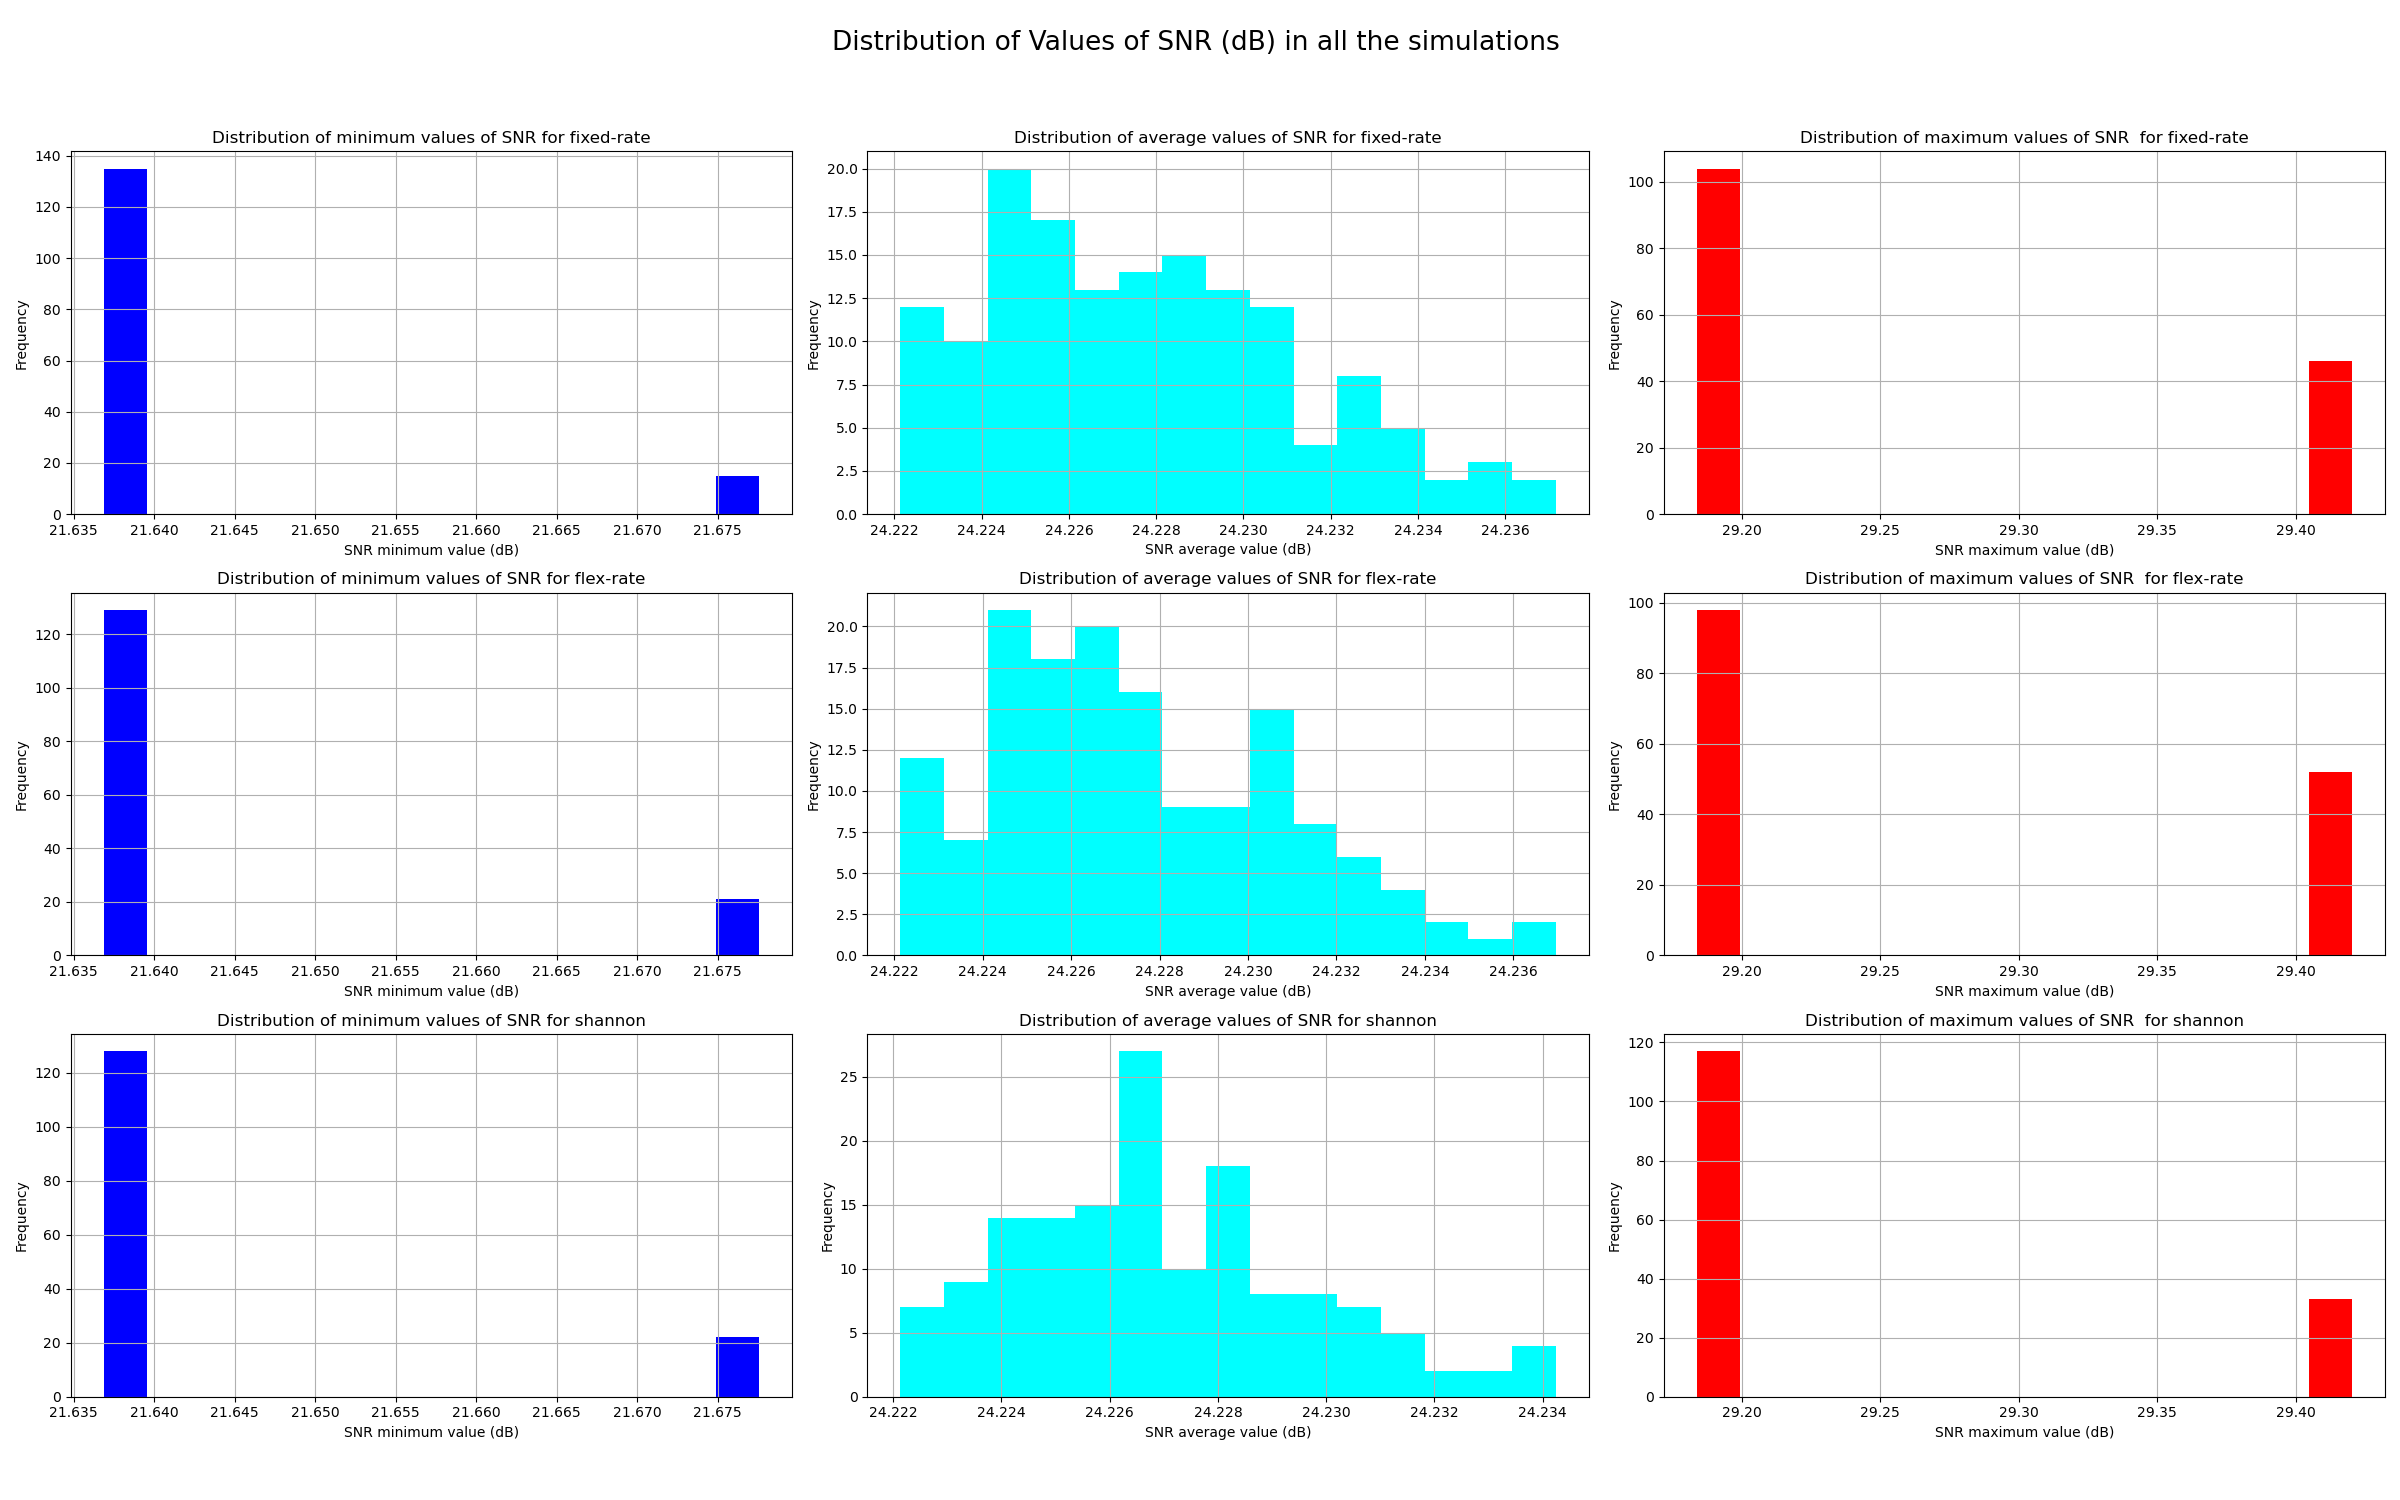 Distribution of Values of SNR (dB) in all the simulations
Distribution of minimum values of SNR for fixed-rate
Frequency
140
120
100
80
60
40
20
0
21.635 21.640 21.645 21.650 21.655 21.660 21.665 21.670 21.675
SNR minimum value (dB)
Distribution of average values of SNR for fixed-rate
Frequency
20.0
17.5
15.0
12.5
10.0
7.5
5.0
2.5
0.0
24.222 24.224 24.226 24.228 24.230 24.232 24.234 24.236
SNR average value (dB)
Distribution of maximum values of SNR  for fixed-rate
Frequency
100
80
60
40
20
0
29.20 29.25 29.30 29.35 29.40
SNR maximum value (dB)
Distribution of minimum values of SNR for flex-rate
Frequency
120
100
80
60
40
20
0
21.635 21.640 21.645 21.650 21.655 21.660 21.665 21.670 21.675
SNR minimum value (dB)
Distribution of average values of SNR for flex-rate
Frequency
20.0
17.5
15.0
12.5
10.0
7.5
5.0
2.5
0.0
24.222 24.224 24.226 24.228 24.230 24.232 24.234 24.236
SNR average value (dB)
Distribution of maximum values of SNR  for flex-rate
Frequency
100
80
60
40
20
0
29.20 29.25 29.30 29.35 29.40
SNR maximum value (dB)
Distribution of minimum values of SNR for shannon
Frequency
120
100
80
60
40
20
0
21.635 21.640 21.645 21.650 21.655 21.660 21.665 21.670 21.675
SNR minimum value (dB)
Distribution of average values of SNR for shannon
Frequency
25
20
15
10
5
0
24.222 24.224 24.226 24.228 24.230 24.232 24.234
SNR average value (dB)
Distribution of maximum values of SNR  for shannon
Frequency
120
100
80
60
40
20
0
29.20 29.25 29.30 29.35 29.40
SNR maximum value (dB)